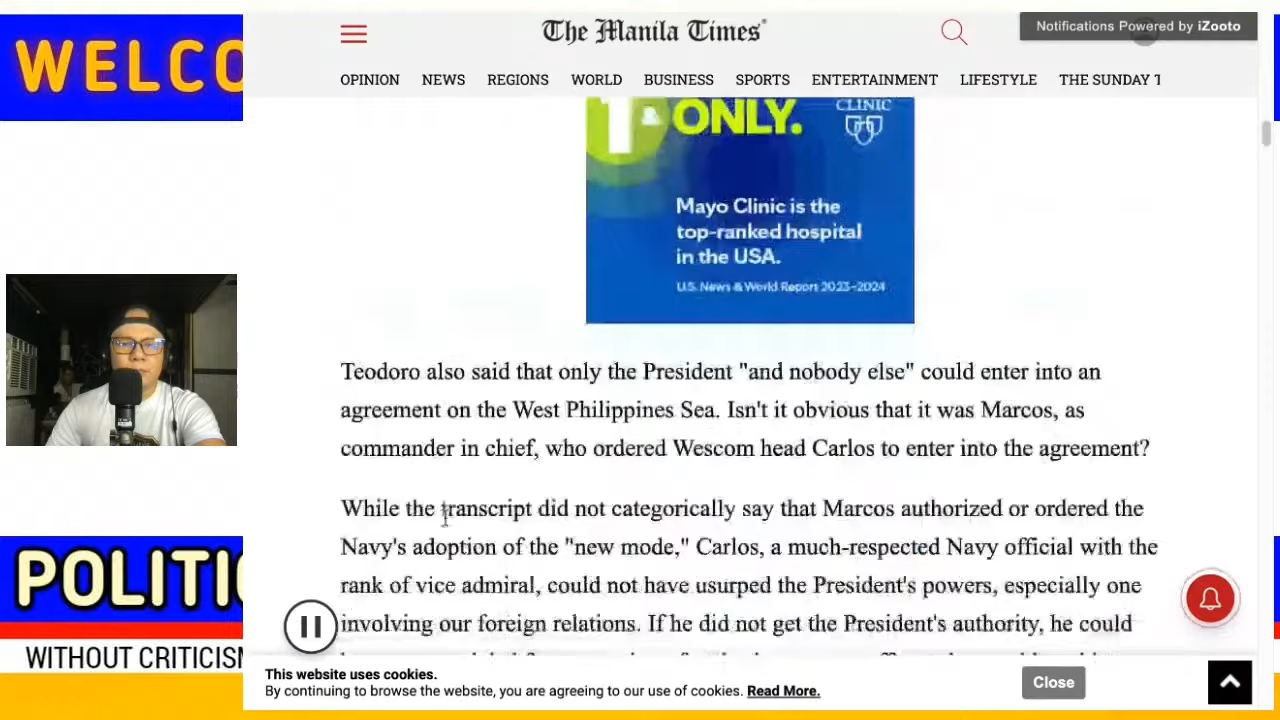 WELCO
The Manila Times
Notifications Powered by iZooto
OPINION NEWS REGIONS WORLD BUSINESS SPORTS ENTERTAINMENT LIFESTYLE THE SUNDAY T
1
ONLY.
CLINIC
Mayo Clinic is the
top-ranked hospital
in the USA.
U.S. News & World Report 2023–2024
Teodoro also said that only the President "and nobody else" could enter into an
agreement on the West Philippines Sea. Isn't it obvious that it was Marcos, as
commander in chief, who ordered Wescom head Carlos to enter into the agreement?
While the transcript did not categorically say that Marcos authorized or ordered the
Navy's adoption of the "new mode," Carlos, a much-respected Navy official with the
rank of vice admiral, could not have usurped the President's powers, especially one
involving our foreign relations. If he did not get the President's authority, he could
POLITI
WITHOUT CRITICISM
This website uses cookies.
By continuing to browse the website, you are agreeing to our use of cookies. Read More.
Close